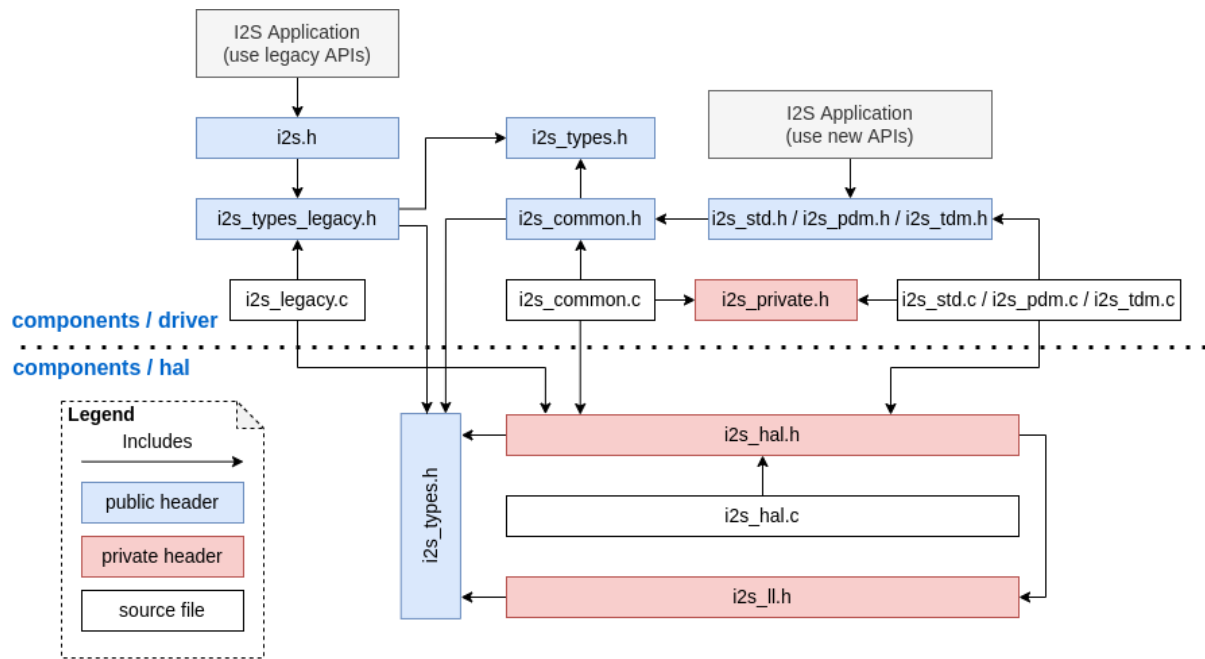 I2S Application
(use legacy APIs)
i2s.h
i2s_types.h
I2S Application
(use new APIs)
i2s_types_legacy.h
i2s_common.h
i2s_std.h / i2s_pdm.h / i2s_tdm.h
i2s_legacy.c
i2s_common.c
i2s_private.h
i2s_std.c / i2s_pdm.c / i2s_tdm.c
components / driver
components / hal
Legend
Includes
public header
private header
source file
i2s_types.h
i2s_hal.h
i2s_hal.c
i2s_ll.h